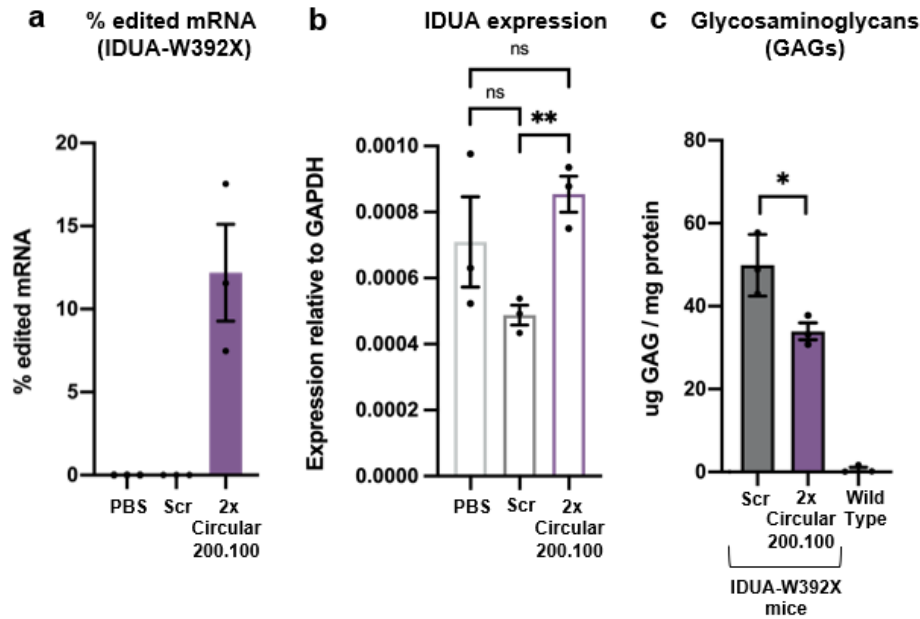 a
% edited mRNA
(IDUA-W392X)
% edited mRNA
20
15
10
5
0
PBS
Scr
2x
Circular
200.100
b
IDUA expression
ns
ns
**
Expression relative to GAPDH
0.0010
0.0008
0.0006
0.0004
0.0002
0.0000
PBS
Scr
2x
Circular
200.100
c
Glycosaminoglycans
(GAGs)
*
ug GAG / mg protein
80
60
40
20
0
Scr
2x
Circular
200.100
Wild
Type
IDUA-W392X
mice